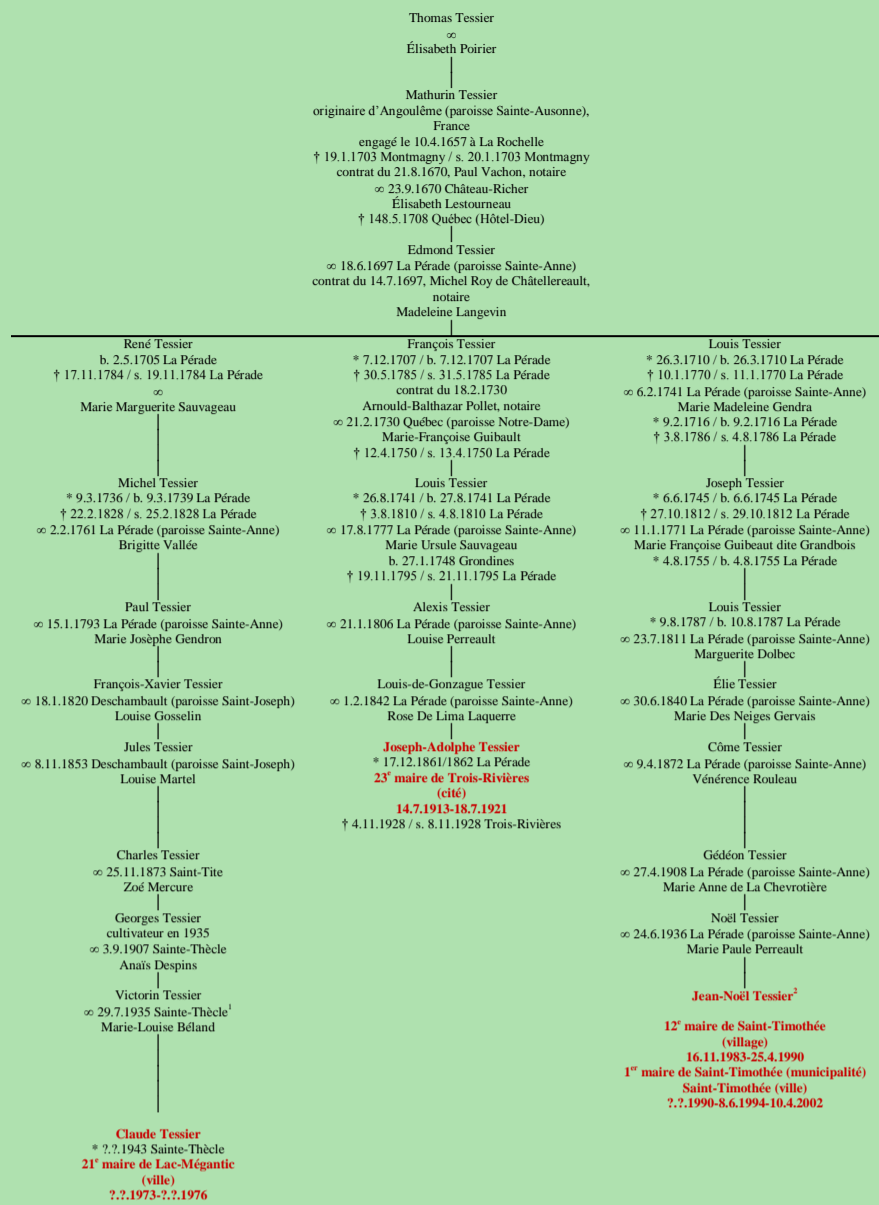 Thomas Tessier
∞
Élisabeth Poirier
Mathurin Tessier
originaire d'Angoulême (paroisse Sainte-Ausonne),
France
engagé le 10.4.1657 à La Rochelle
† 19.1.1703 Montmagny / s. 20.1.1703 Montmagny
contrat du 21.8.1670, Paul Vachon, notaire
∞ 23.9.1670 Château-Richer
Élisabeth Lestourneau
† 148.5.1708 Québec (Hôtel-Dieu)
Edmond Tessier
∞ 18.6.1697 La Pérade (paroisse Sainte-Anne)
contrat du 14.7.1697, Michel Roy de Châtellereault,
notaire
Madeleine Langevin
René Tessier
b. 2.5.1705 La Pérade
† 17.11.1784 / s. 19.11.1784 La Pérade
∞
Marie Marguerite Sauvageau
Michel Tessier
* 9.3.1736 / b. 9.3.1739 La Pérade
† 22.2.1828 / s. 25.2.1828 La Pérade
∞ 2.2.1761 La Pérade (paroisse Sainte-Anne)
Brigitte Vallée
Paul Tessier
∞ 15.1.1793 La Pérade (paroisse Sainte-Anne)
Marie Josèphe Gendron
François-Xavier Tessier
∞ 18.1.1820 Deschambault (paroisse Saint-Joseph)
Louise Gosselin
Jules Tessier
∞ 8.11.1853 Deschambault (paroisse Saint-Joseph)
Louise Martel
Charles Tessier
∞ 25.11.1873 Saint-Tite
Zoé Mercure
Georges Tessier
cultivateur en 1935
∞ 3.9.1907 Sainte-Thècle
Anaïs Despins
Victorin Tessier
∞ 29.7.1935 Sainte-Thècle¹
Marie-Louise Béland
Claude Tessier
* ?.?.1943 Sainte-Thècle
21e maire de Lac-Mégantic
(ville)
?.?.1973-?.?.1976
François Tessier
* 7.12.1707 / b. 7.12.1707 La Pérade
† 30.5.1785 / s. 31.5.1785 La Pérade
contrat du 18.2.1730
Arnould-Balthazar Pollet, notaire
∞ 21.2.1730 Québec (paroisse Notre-Dame)
Marie-Françoise Guibault
† 12.4.1750 / s. 13.4.1750 La Pérade
Louis Tessier
* 26.8.1741 / b. 27.8.1741 La Pérade
† 3.8.1810 / s. 4.8.1810 La Pérade
∞ 17.8.1777 La Pérade (paroisse Sainte-Anne)
Marie Ursule Sauvageau
b. 27.1.1748 Grondines
† 19.11.1795 / s. 21.11.1795 La Pérade
Alexis Tessier
∞ 21.1.1806 La Pérade (paroisse Sainte-Anne)
Louise Perreault
Louis-de-Gonzague Tessier
∞ 1.2.1842 La Pérade (paroisse Sainte-Anne)
Rose De Lima Laquerre
Joseph-Adolphe Tessier
* 17.12.1861/1862 La Pérade
23e maire de Trois-Rivières
(cité)
14.7.1913-18.7.1921
† 4.11.1928 / s. 8.11.1928 Trois-Rivières
Louis Tessier
* 26.3.1710 / b. 26.3.1710 La Pérade
† 10.1.1770 / s. 11.1.1770 La Pérade
∞ 6.2.1741 La Pérade (paroisse Sainte-Anne)
Marie Madeleine Gendra
* 9.2.1716 / b. 9.2.1716 La Pérade
† 3.8.1786 / s. 4.8.1786 La Pérade
Joseph Tessier
* 6.6.1745 / b. 6.6.1745 La Pérade
† 27.10.1812 / s. 29.10.1812 La Pérade
∞ 11.1.1771 La Pérade (paroisse Sainte-Anne)
Marie Françoise Guibeaut dite Grandbois
* 4.8.1755 / b. 4.8.1755 La Pérade
Louis Tessier
* 9.8.1787 / b. 10.8.1787 La Pérade
∞ 23.7.1811 La Pérade (paroisse Sainte-Anne)
Marguerite Dolbec
Élie Tessier
∞ 30.6.1840 La Pérade (paroisse Sainte-Anne)
Marie Des Neiges Gervais
Côme Tessier
∞ 9.4.1872 La Pérade (paroisse Sainte-Anne)
Vénérence Rouleau
Gédéon Tessier
∞ 27.4.1908 La Pérade (paroisse Sainte-Anne)
Marie Anne de La Chevrotière
Noël Tessier
∞ 24.6.1936 La Pérade (paroisse Sainte-Anne)
Marie Paule Perreault
Jean-Noël Tessier²
12e maire de Saint-Timothée
(village)
16.11.1983-25.4.1990
1er maire de Saint-Timothée (municipalité)
Saint-Timothée (ville)
?.?.1990-8.6.1994-10.4.2002